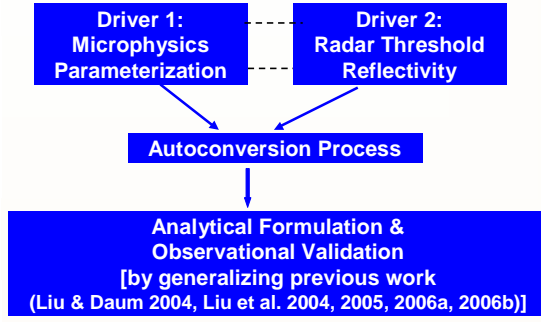 Driver 1:
Microphysics
Parameterization
Driver 2:
Radar Threshold
Reflectivity
Autoconversion Process
Analytical Formulation &
Observational Validation
[by generalizing previous work
(Liu & Daum 2004, Liu et al. 2004, 2005, 2006a, 2006b)]